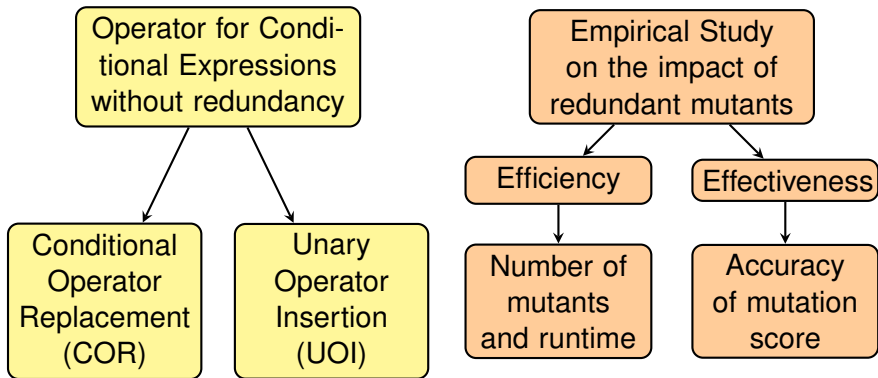 Operator for Condi-
tional Expressions
without redundancy
Conditional
Operator
Replacement
(COR)
Unary
Operator
Insertion
(UOI)
Empirical Study
on the impact of
redundant mutants
Efficiency
Effectiveness
Number of
mutants
and runtime
Accuracy
of mutation
score